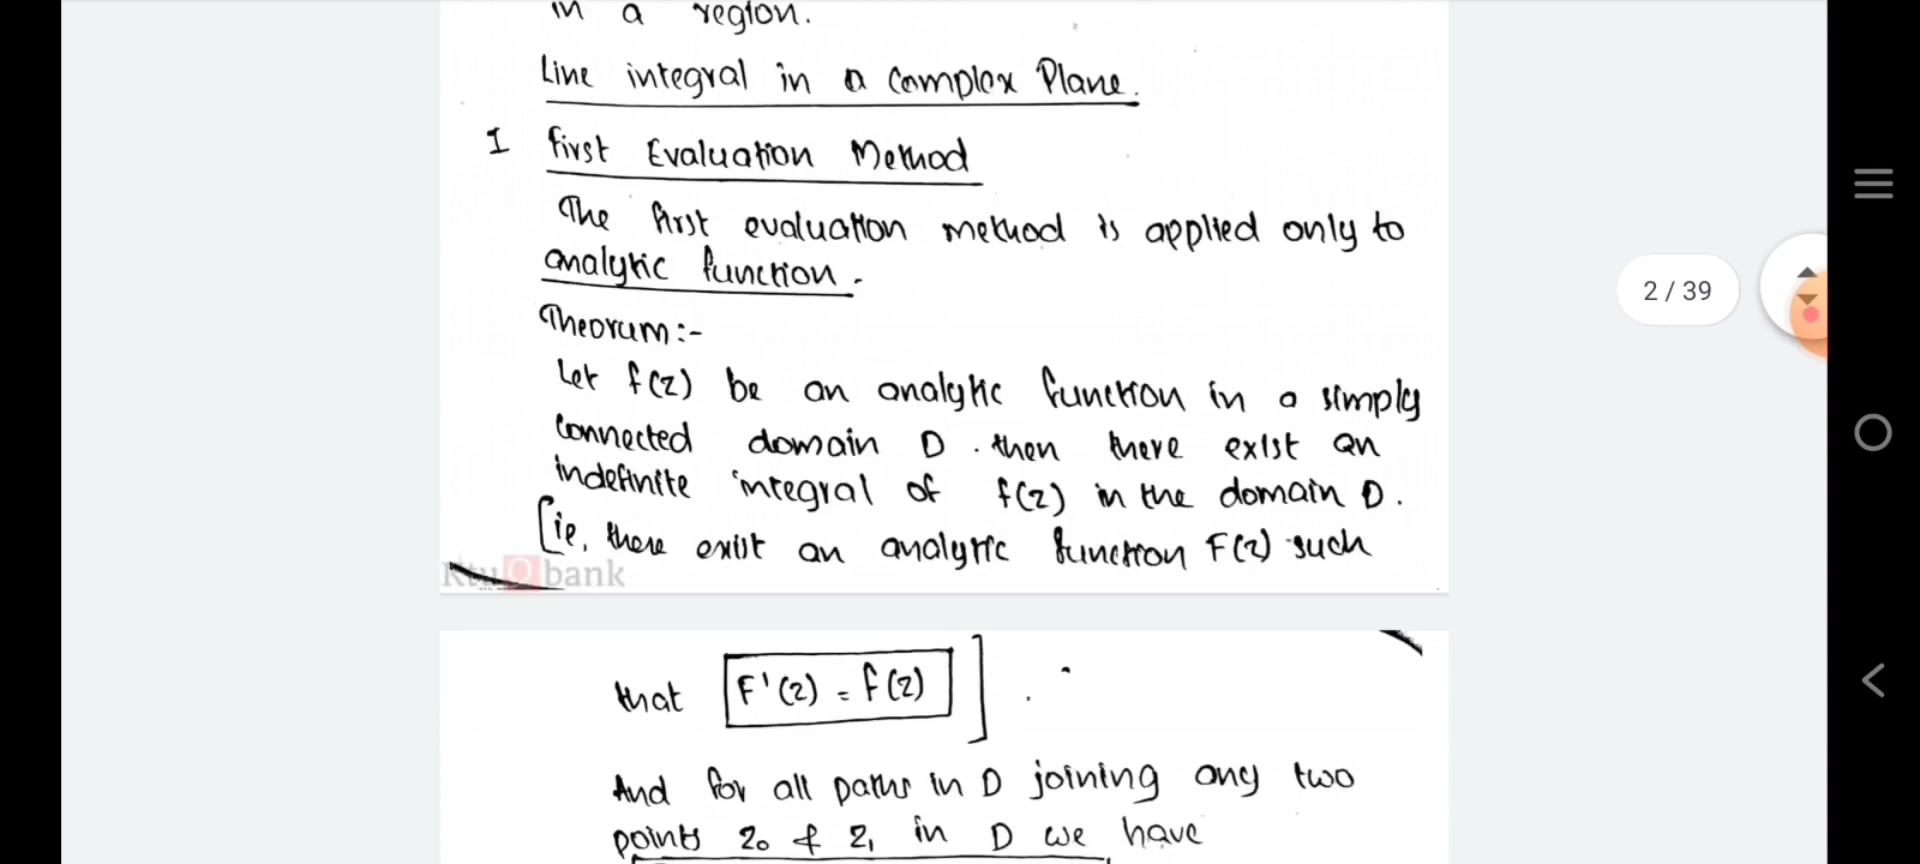 in a region.
Line integral in a Complex Plane.
I first Evaluation Method
The first evaluation method is applied only to
analytic function.
Theorum:-
Let f(z) be an analytic function in a simply
connected domain D. then there exist an
indefinite integral of f(z) in the domain D.
[ie, there exist an analytic function F(z) such
KtuQbank
2 / 39
that F'(z) = f(z) ].
And for all paths in D joining any two
points z₀ & z₁ in D we have